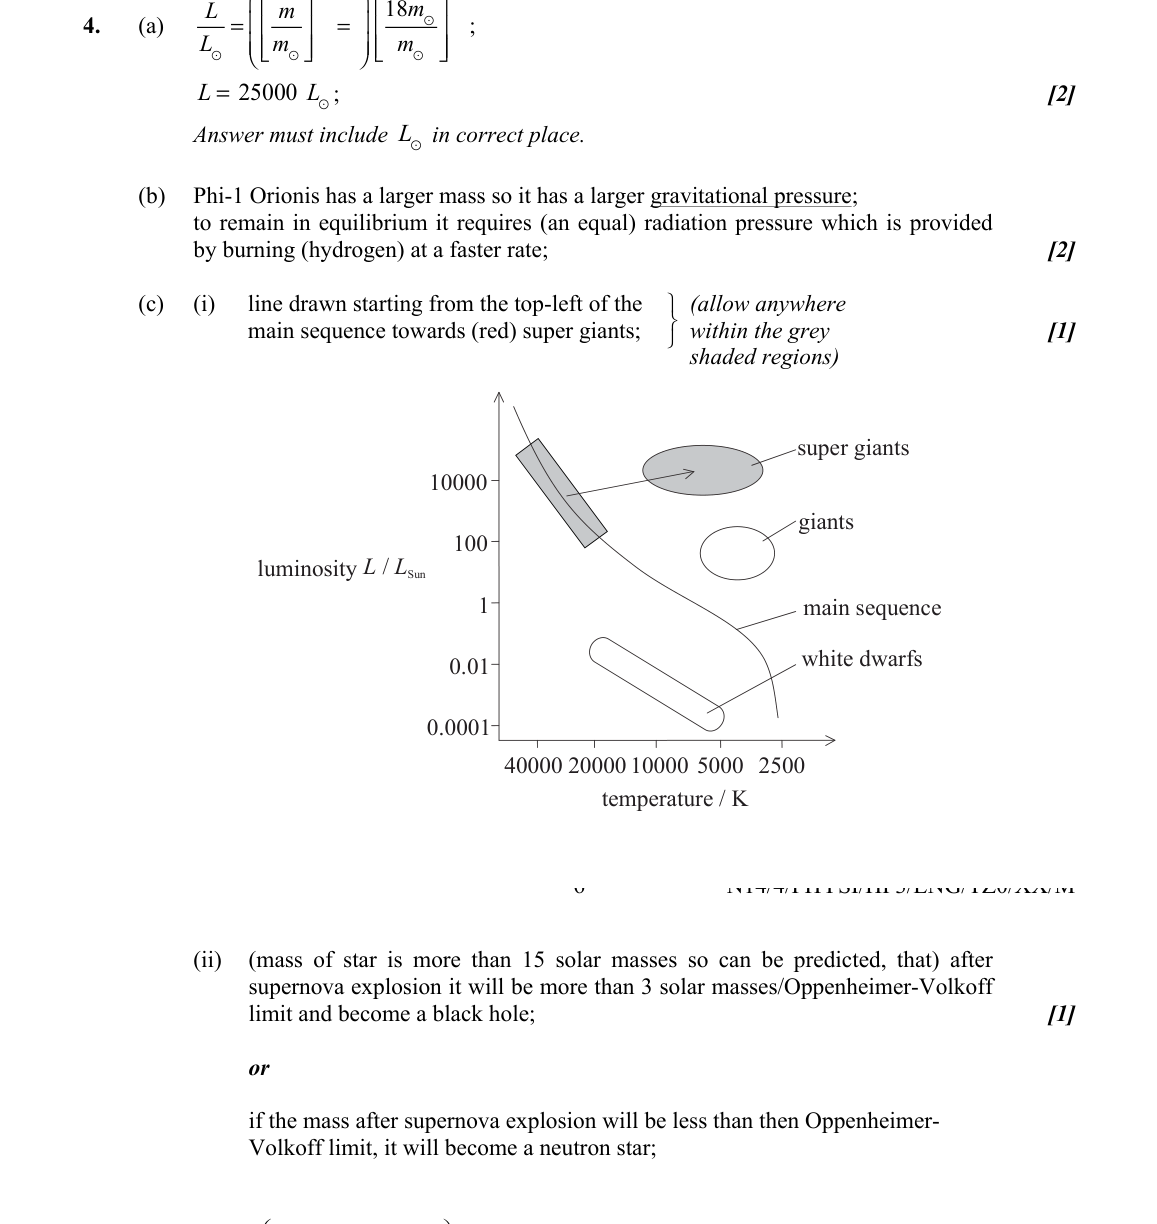 4. (a) L/L☉ = ([m/m☉] = )[18m☉/m☉] ;
L = 25000 L☉;
[2]
Answer must include L☉ in correct place.
(b) Phi-1 Orionis has a larger mass so it has a larger gravitational pressure;
to remain in equilibrium it requires (an equal) radiation pressure which is provided
by burning (hydrogen) at a faster rate;
[2]
(c) (i) line drawn starting from the top-left of the
main sequence towards (red) super giants;
(allow anywhere
within the grey
shaded regions)
[1]
super giants
10000
giants
100
luminosity L / LSun
1
main sequence
white dwarfs
0.01
0.0001
40000 20000 10000 5000 2500
temperature / K
(ii) (mass of star is more than 15 solar masses so can be predicted, that) after
supernova explosion it will be more than 3 solar masses/Oppenheimer-Volkoff
limit and become a black hole;
[1]
or
if the mass after supernova explosion will be less than then Oppenheimer-
Volkoff limit, it will become a neutron star;